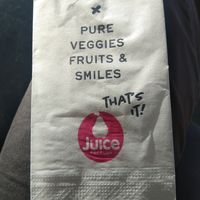 PURE
VEGGIES
FRUITS &
SMILES
THAT'S
IT!
Juice